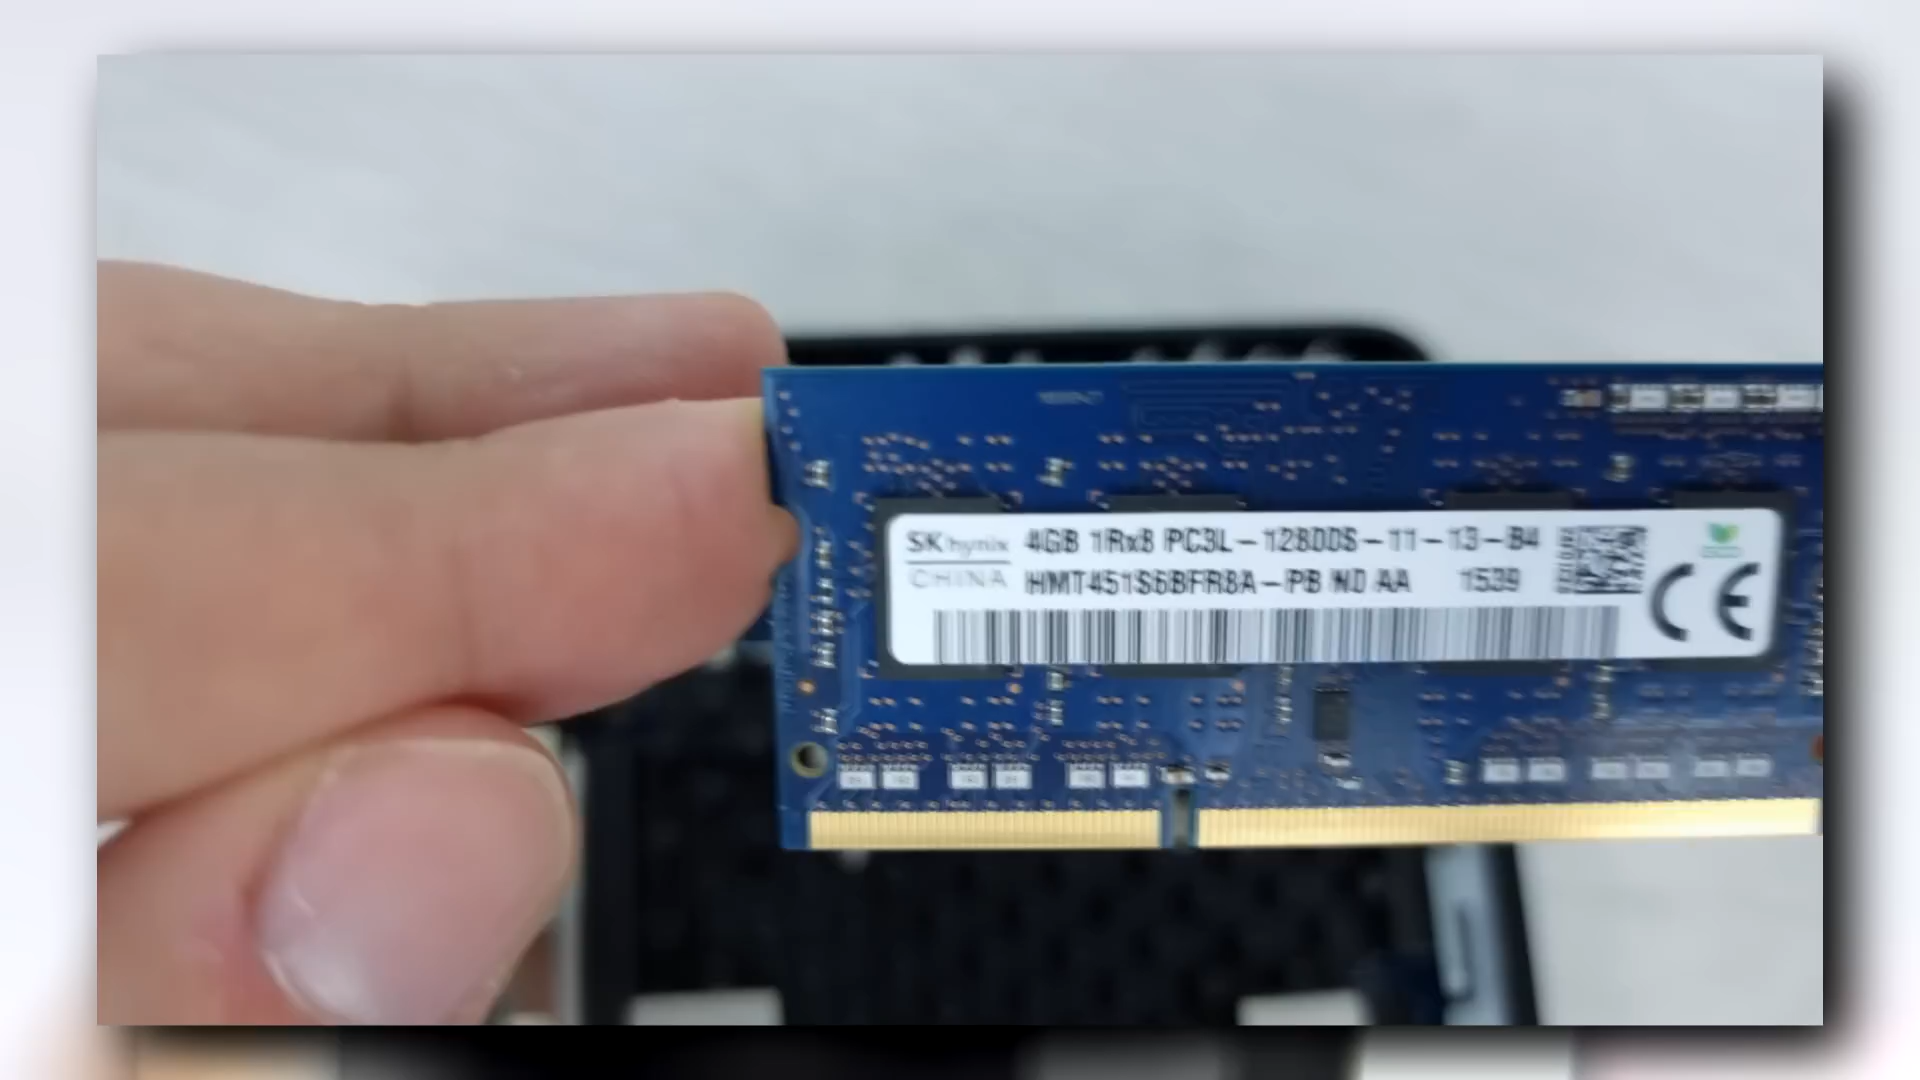 SK hynix
CHINA
4GB 1Rx8 PC3L-12800S-11-13-B4
HMT451S6BFR8A-PB N0 AA 1539
CE